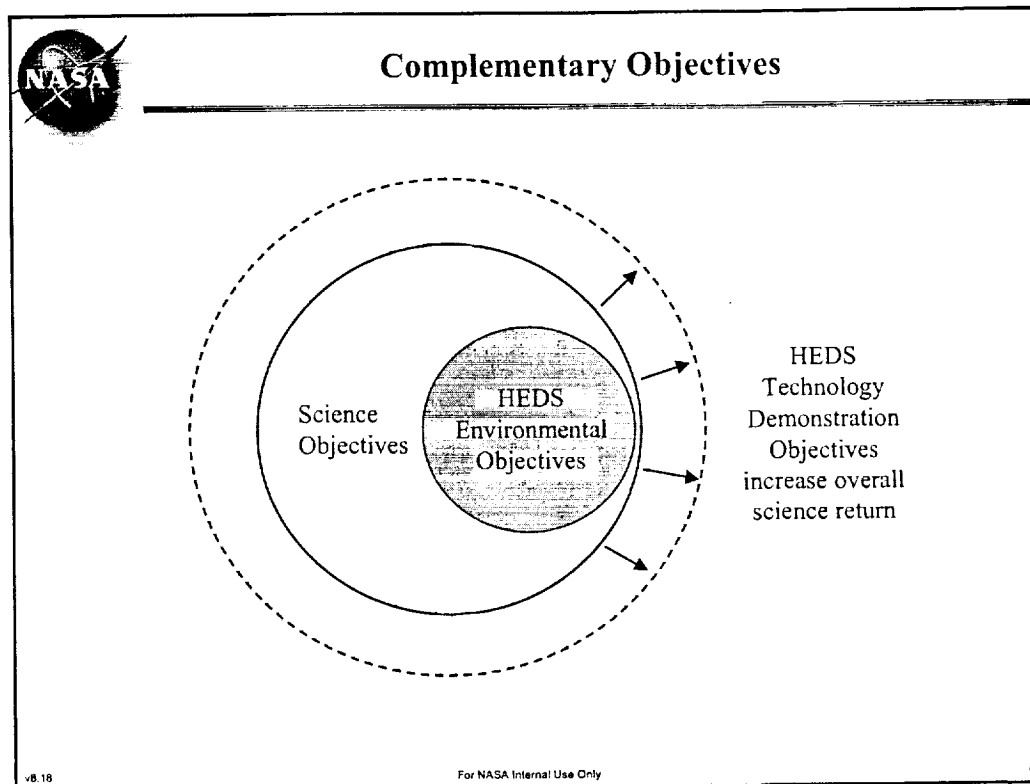 NASA
Complementary Objectives
Science
Objectives
HEDS
Environmental
Objectives
HEDS
Technology
Demonstration
Objectives
increase overall
science return
v8.18
For NASA Internal Use Only